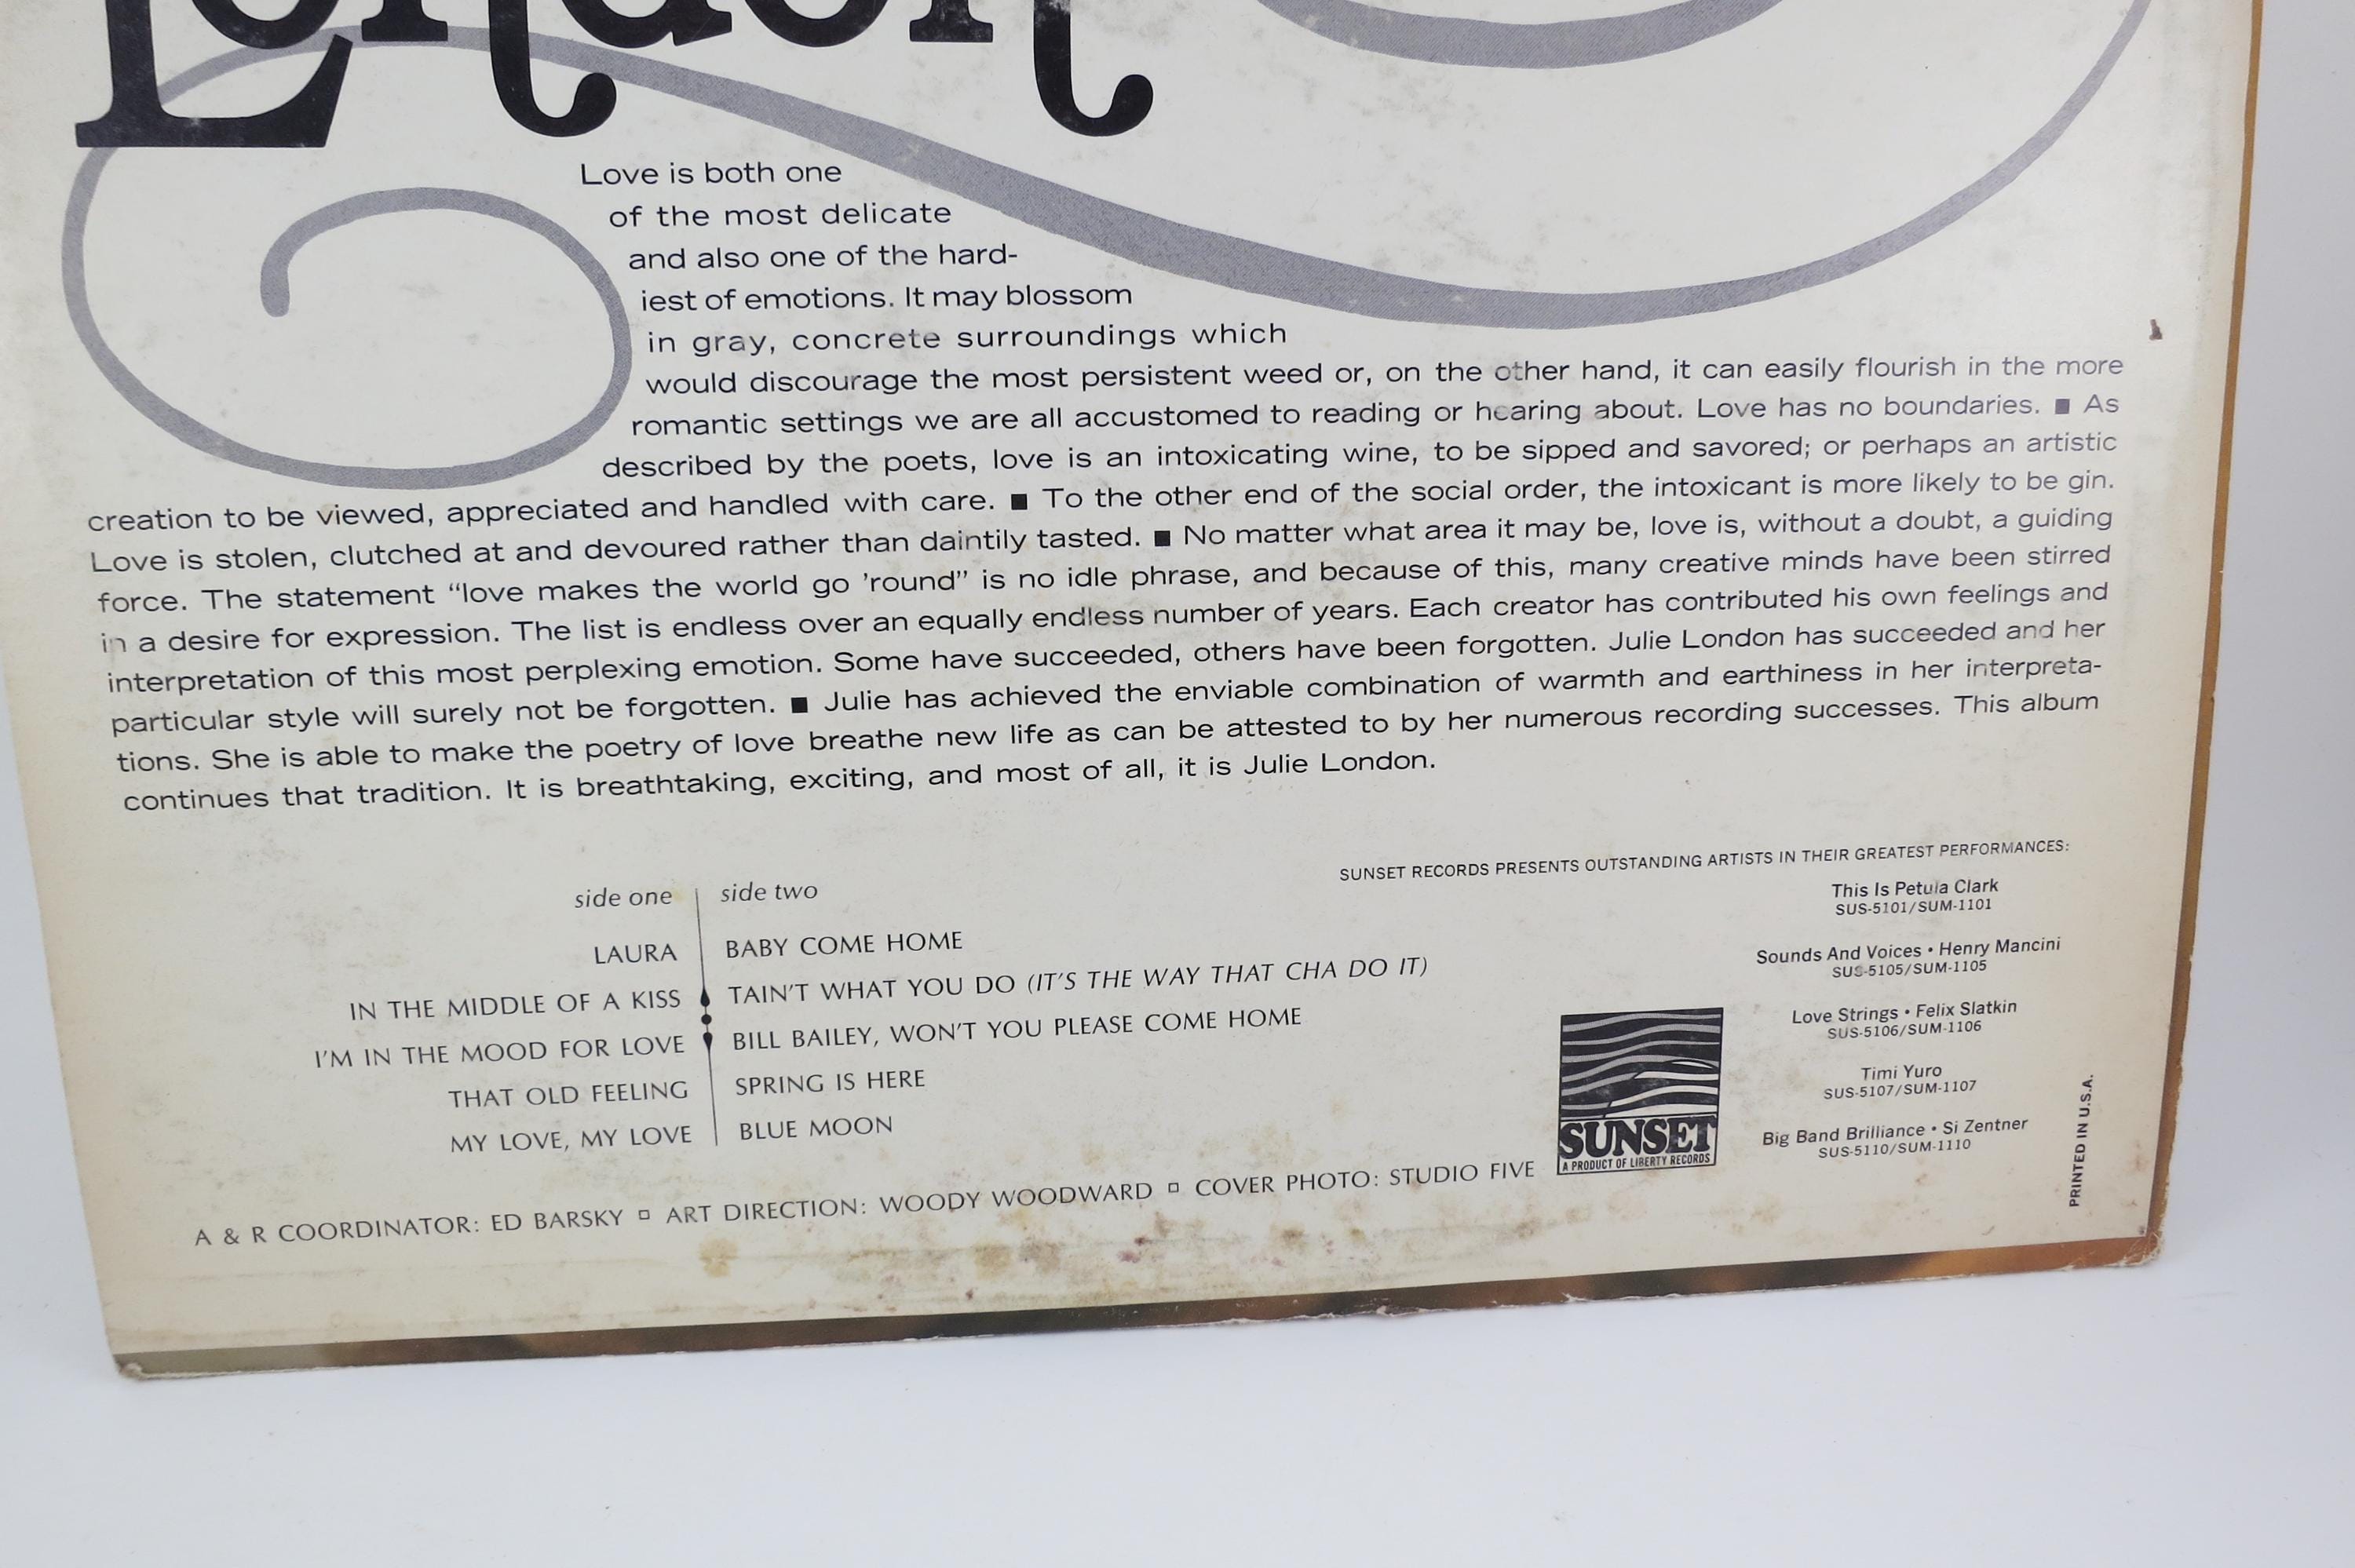 London
Love is both one
of the most delicate
and also one of the hard-
iest of emotions. It may blossom
in gray, concrete surroundings which
would discourage the most persistent weed or, on the other hand, it can easily flourish in the more
romantic settings we are all accustomed to reading or hearing about. Love has no boundaries. ■ As
described by the poets, love is an intoxicating wine, to be sipped and savored; or perhaps an artistic
creation to be viewed, appreciated and handled with care. ■ To the other end of the social order, the intoxicant is more likely to be gin.
Love is stolen, clutched at and devoured rather than daintily tasted. ■ No matter what area it may be, love is, without a doubt, a guiding
force. The statement “love makes the world go ’round” is no idle phrase, and because of this, many creative minds have been stirred
in a desire for expression. The list is endless over an equally endless number of years. Each creator has contributed his own feelings and
interpretation of this most perplexing emotion. Some have succeeded, others have been forgotten. Julie London has succeeded and her
particular style will surely not be forgotten. ■ Julie has achieved the enviable combination of warmth and earthiness in her interpreta-
tions. She is able to make the poetry of love breathe new life as can be attested to by her numerous recording successes. This album
continues that tradition. It is breathtaking, exciting, and most of all, it is Julie London.
side one
LAURA
IN THE MIDDLE OF A KISS
I'M IN THE MOOD FOR LOVE
THAT OLD FEELING
MY LOVE, MY LOVE
side two
BABY COME HOME
TAIN'T WHAT YOU DO (IT'S THE WAY THAT CHA DO IT)
BILL BAILEY, WON'T YOU PLEASE COME HOME
SPRING IS HERE
BLUE MOON
A & R COORDINATOR: ED BARSKY ▫ ART DIRECTION: WOODY WOODWARD ▫ COVER PHOTO: STUDIO FIVE
SUNSET
A PRODUCT OF LIBERTY RECORDS
SUNSET RECORDS PRESENTS OUTSTANDING ARTISTS IN THEIR GREATEST PERFORMANCES:
This Is Petula Clark
SUS-5101/SUM-1101
Sounds And Voices • Henry Mancini
SUS-5105/SUM-1105
Love Strings • Felix Slatkin
SUS-5106/SUM-1106
Timi Yuro
SUS-5107/SUM-1107
Big Band Brilliance • Si Zentner
SUS-5110/SUM-1110
PRINTED IN U.S.A.